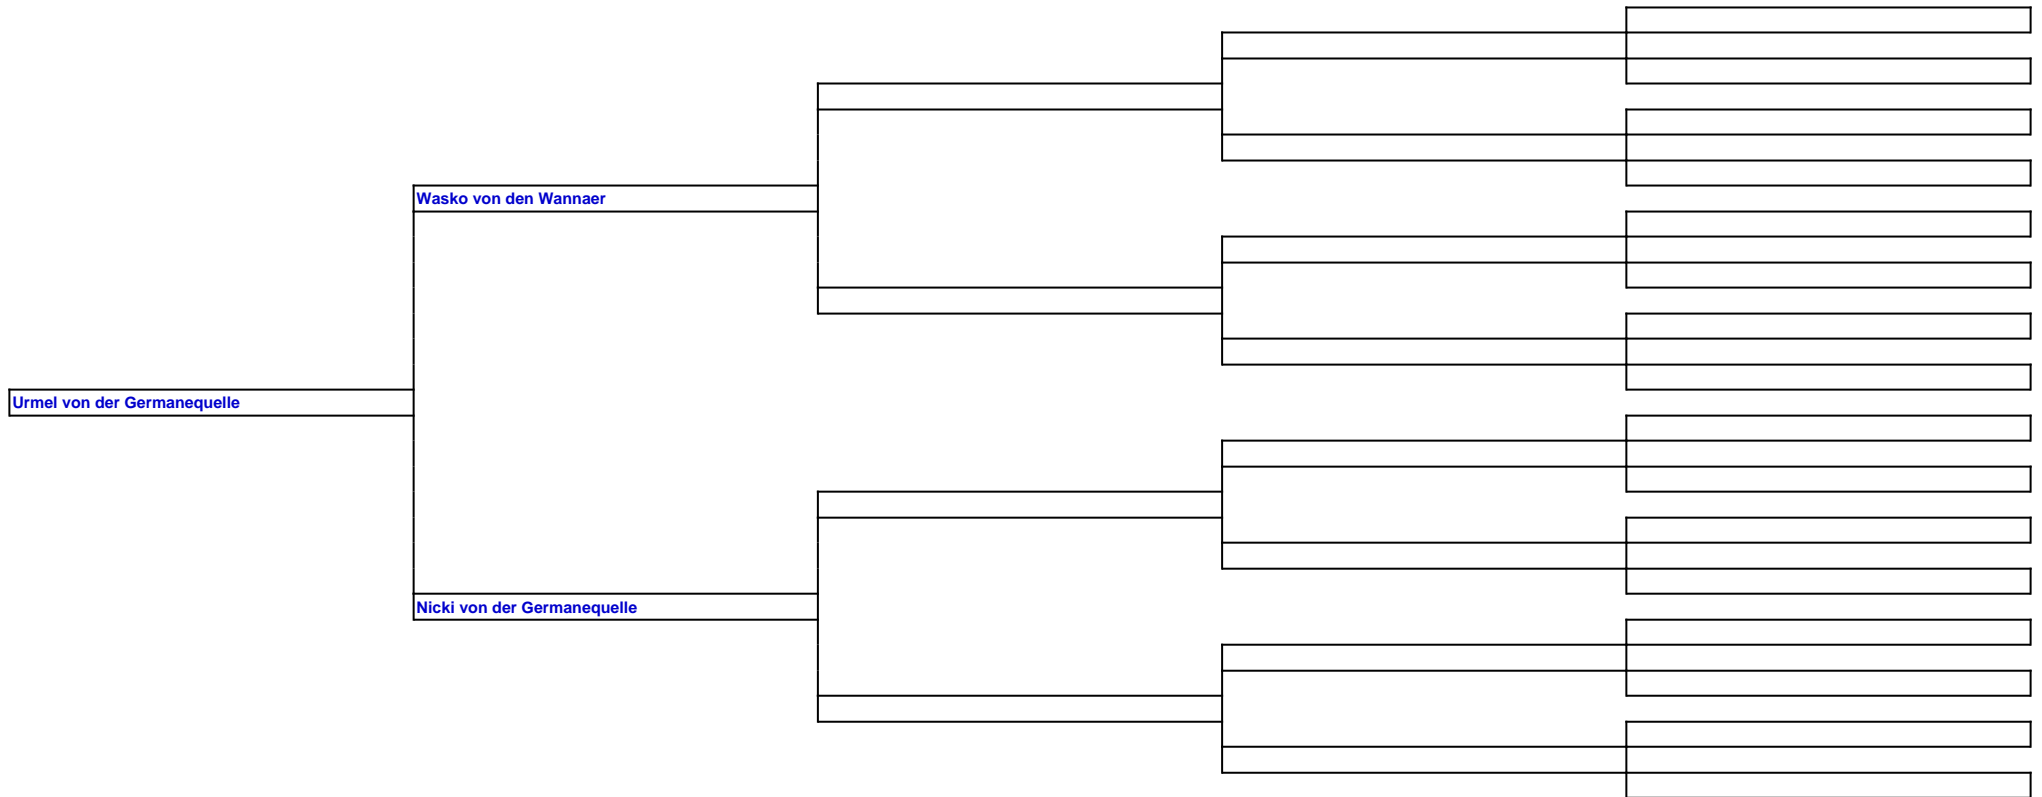 Wasko von den Wannaer
Urmel von der Germanequelle
Nicki von der Germanequelle